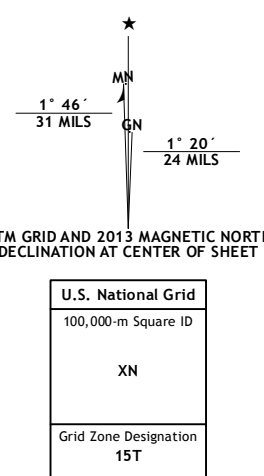 ★
MN
GN
1° 46´
31 MILS
1° 20´
24 MILS
TM GRID AND 2013 MAGNETIC NORTH
DECLINATION AT CENTER OF SHEET
U.S. National Grid
100,000-m Square ID
XN
Grid Zone Designation
15T